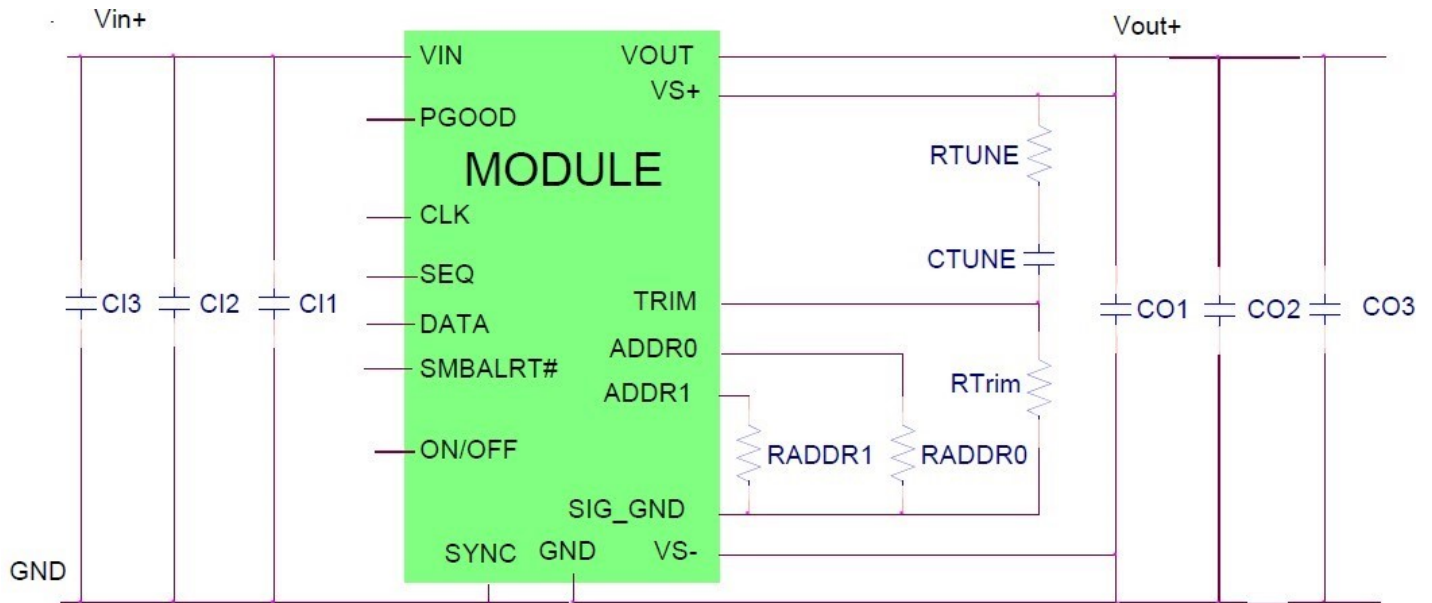 Vin+
Vout+
VIN
VOUT
VS+
PGOOD
MODULE
RTUNE
CLK
CTUNE
SEQ
TRIM
CI3
CI2
CI1
CO1
CO2
CO3
DATA
ADDR0
SMBALRT#
ADDR1
RTrim
ON/OFF
RADDR1
RADDR0
SIG_GND
SYNC
GND
VS-
GND